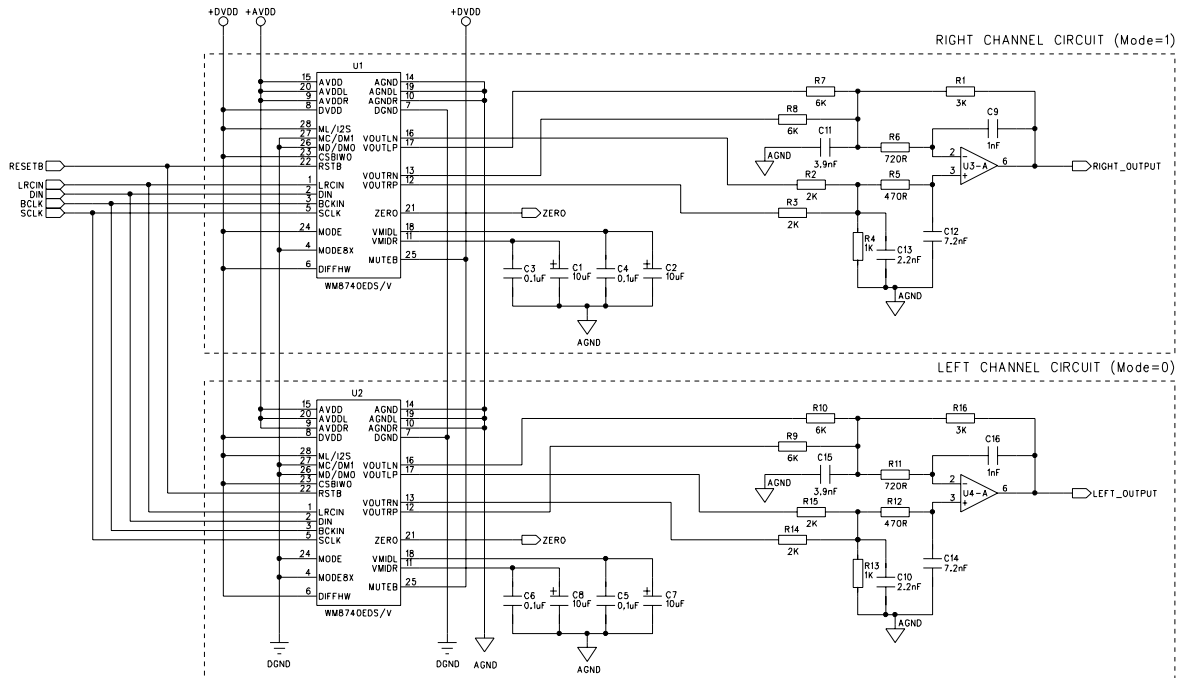 +DVDD +AVDD +DVDD
RIGHT CHANNEL CIRCUIT (Mode=1)
U1
15 AVDD AGND 14
20 AVDDL AGNDL 19
9 AVDDR AGNDR 10
8 DVDD DGND 7
28 ML/I2S
27 MC/DM1 VOUTLN 16
26 MD/DM0 VOUTLP 17
23 CSBIWO
22 RSTB VOUTRN 13
VOUTRP 12
1 LRCIN
2 DIN
3 BCKIN
5 SCLK ZERO 21
24 MODE VMIDL 18
VMIDR 11
4 MODE8X
MUTEB 25
6 DIFFHW
WM8740EDS/V
RESETB
LRCIN
DIN
BCLK
SCLK
ZERO
R7
6K
R1
3K
R8
6K
C9
1nF
C11
3.9nF
AGND
R6
720R
2
3
6
U3-A
RIGHT_OUTPUT
R2
2K
R5
470R
R3
2K
R4
1K
C13
2.2nF
C12
7.2nF
AGND
C3
0.1uF
C1
10uF
C4
0.1uF
C2
10uF
AGND
LEFT CHANNEL CIRCUIT (Mode=0)
U2
15 AVDD AGND 14
20 AVDDL AGNDL 19
9 AVDDR AGNDR 10
8 DVDD DGND 7
28 ML/I2S
27 MC/DM1 VOUTLN 16
26 MD/DM0 VOUTLP 17
23 CSBIWO
22 RSTB VOUTRN 13
VOUTRP 12
1 LRCIN
2 DIN
3 BCKIN
5 SCLK ZERO 21
24 MODE VMIDL 18
VMIDR 11
4 MODE8X
MUTEB 25
6 DIFFHW
WM8740EDS/V
ZERO
R10
6K
R16
3K
R9
6K
C16
1nF
C15
3.9nF
AGND
R11
720R
2
3
6
U4-A
LEFT_OUTPUT
R15
2K
R12
470R
R14
2K
R13
1K
C10
2.2nF
C14
7.2nF
AGND
C6
0.1uF
C8
10uF
C5
0.1uF
C7
10uF
AGND
DGND
DGND
AGND